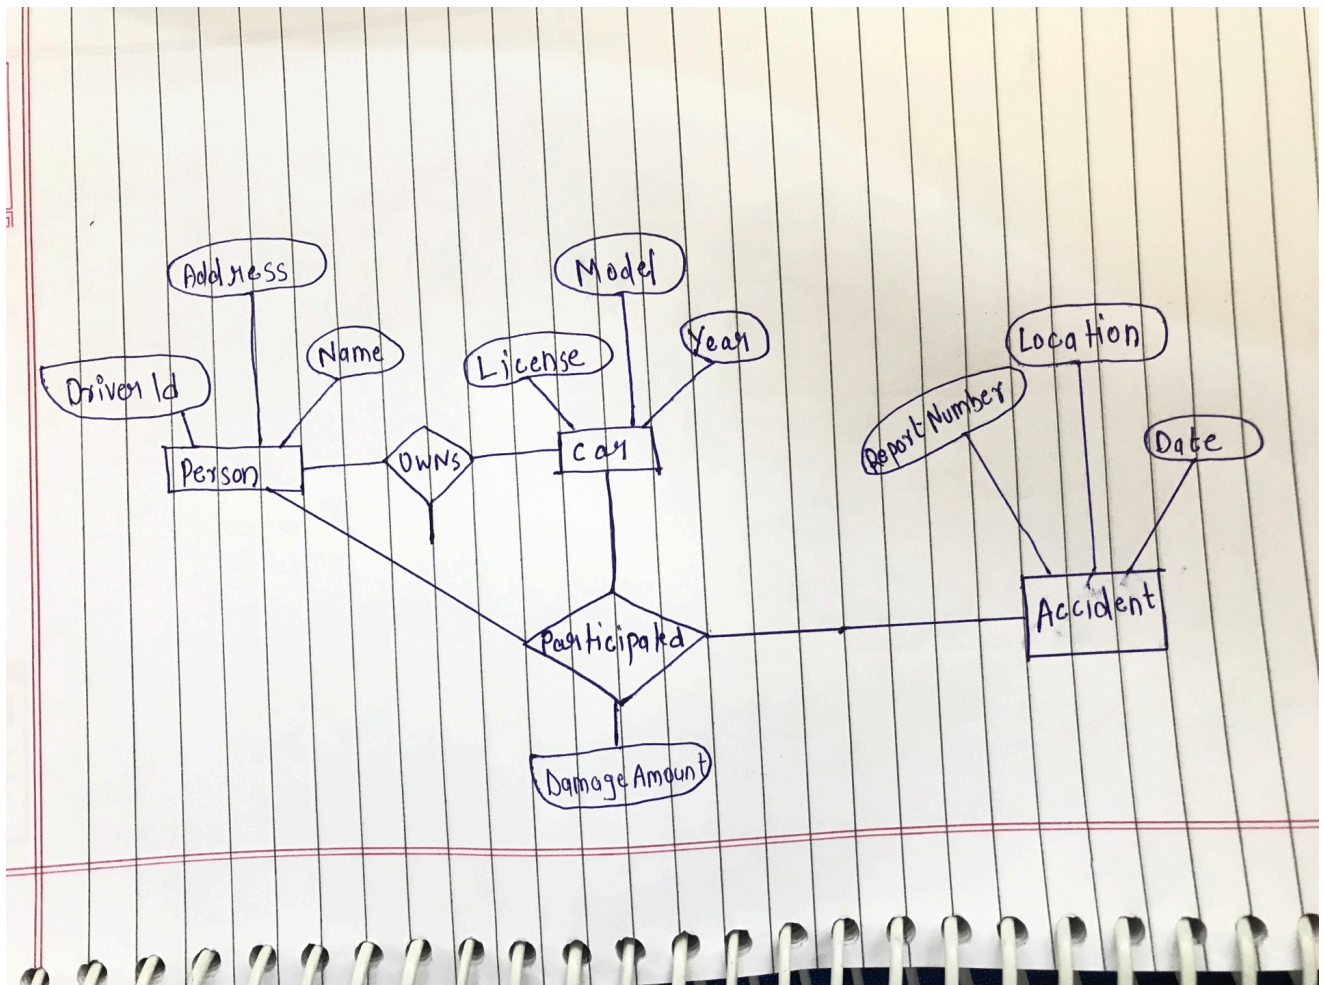 Address
Model
Driver Id
Name
License
Year
Location
Report Number
Date
Person
OWNs
Car
Accident
Participated
Damage Amount